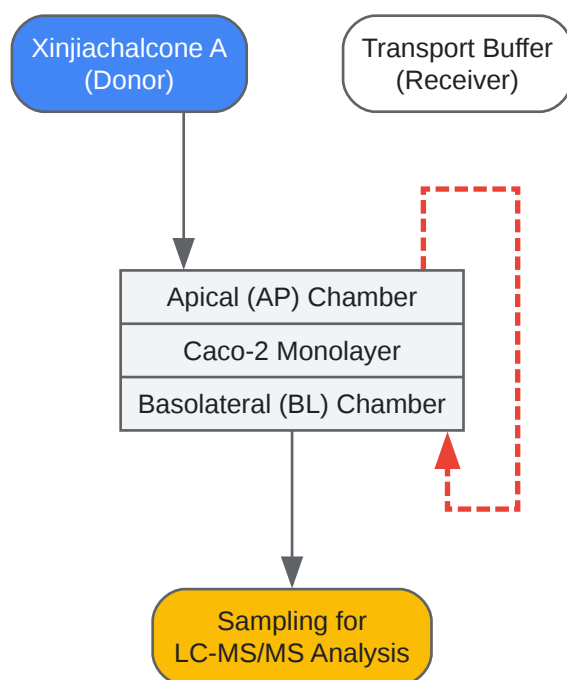 Xinjiachalcone A
(Donor)
Transport Buffer
(Receiver)
Apical (AP) Chamber
Caco-2 Monolayer
Basolateral (BL) Chamber
Sampling for
LC-MS/MS Analysis